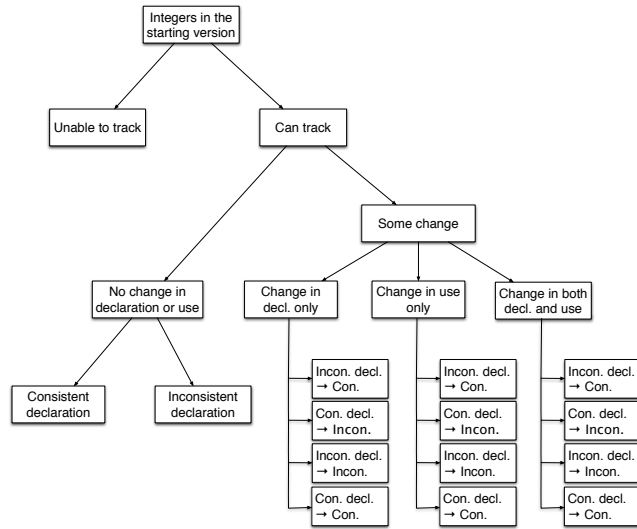 Integers in the
starting version
Unable to track
Can track
Some change
No change in
declaration or use
Change in
decl. only
Change in use
only
Change in both
decl. and use
Consistent
declaration
Inconsistent
declaration
Incon. decl.
→ Con.
Con. decl.
→ Incon.
Incon. decl.
→ Incon.
Con. decl.
→ Con.
Incon. decl.
→ Con.
Con. decl.
→ Incon.
Incon. decl.
→ Incon.
Con. decl.
→ Con.
Incon. decl.
→ Con.
Con. decl.
→ Incon.
Incon. decl.
→ Incon.
Con. decl.
→ Con.